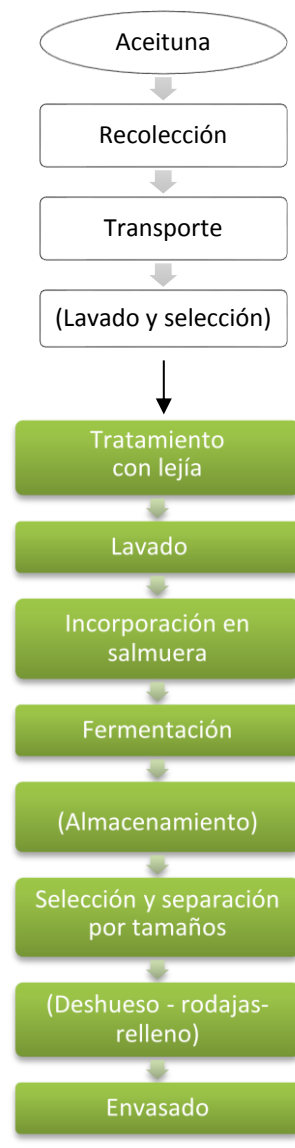 Aceituna
Recolección
Transporte
(Lavado y selección)
Tratamiento
con lejía
Lavado
Incorporación en
salmuera
Fermentación
(Almacenamiento)
Selección y separación
por tamaños
(Deshueso - rodajas-
relleno)
Envasado